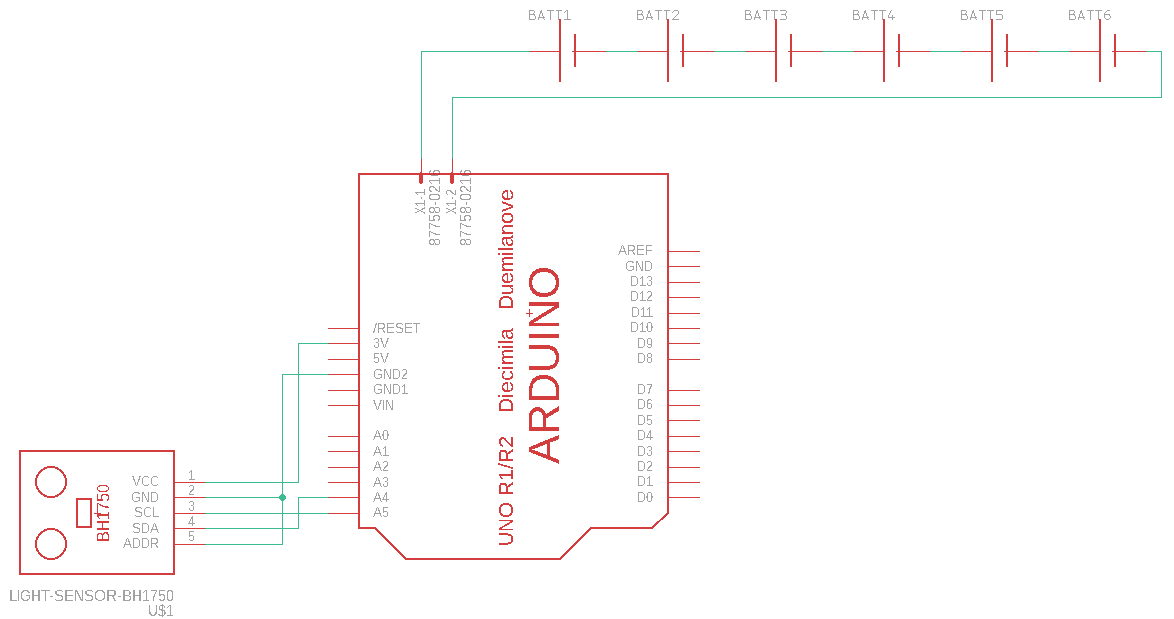 BATT1 BATT2 BATT3 BATT4 BATT5 BATT6
X1-1
87758-0216
X1-2
87758-0216
UNO R1/R2 Diecimila Duemilanove
ARDUINO
AREF
GND
D13
D12
D11
D10
D9
D8
D7
D6
D5
D4
D3
D2
D1
D0
/RESET
3V
5V
GND2
GND1
VIN
A0
A1
A2
A3
A4
A5
BH1750
VCC 1
GND 2
SCL 3
SDA 4
ADDR 5
LIGHT-SENSOR-BH1750
U$1